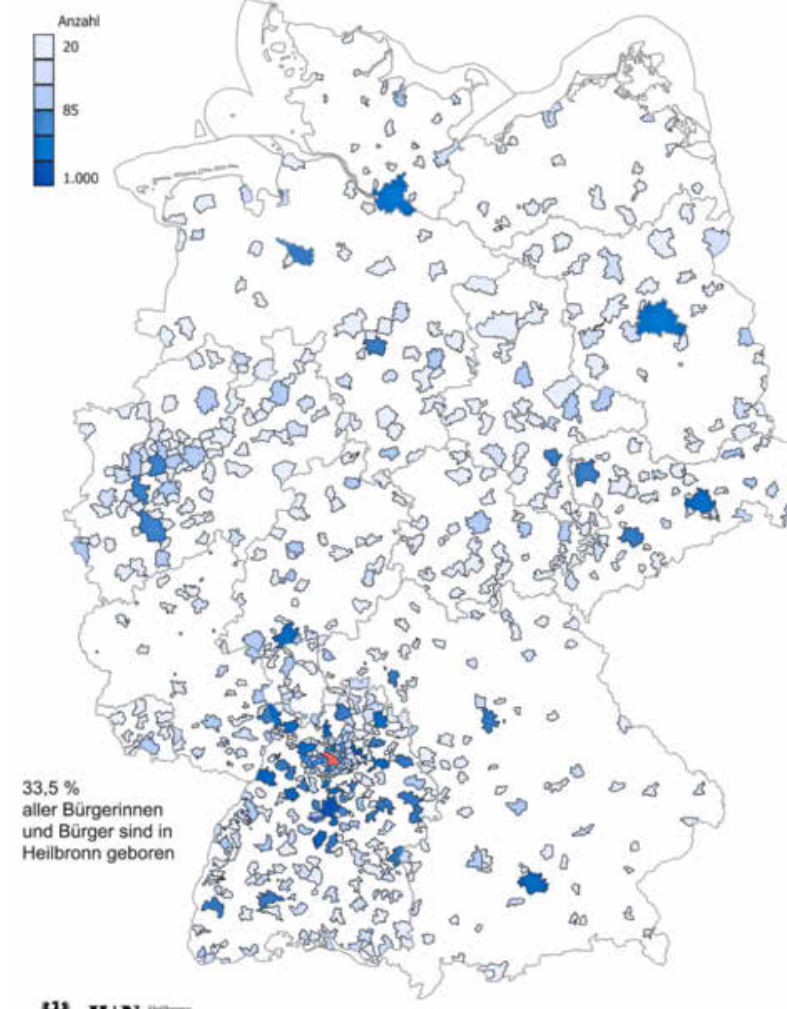 Anzahl
20
85
1.000
33,5 %
aller Bürgerinnen
und Bürger sind in
Heilbronn geboren